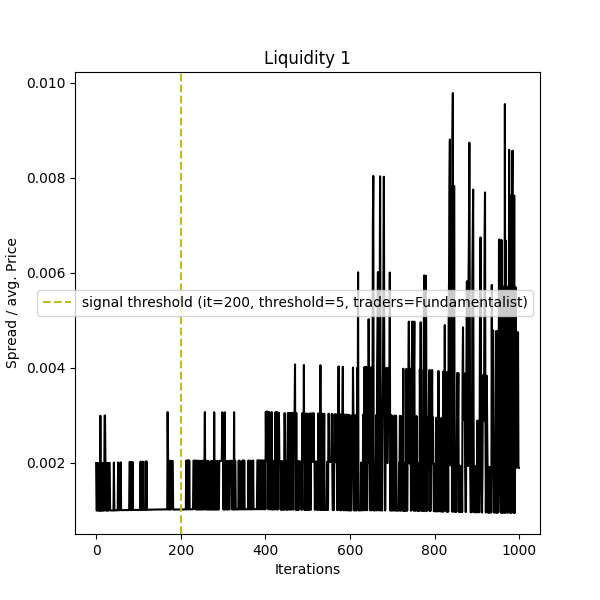 Liquidity 1
0.010
0.008
0.006
0.004
0.002
Spread / avg. Price
signal threshold (it=200, threshold=5, traders=Fundamentalist)
0 200 400 600 800 1000
Iterations